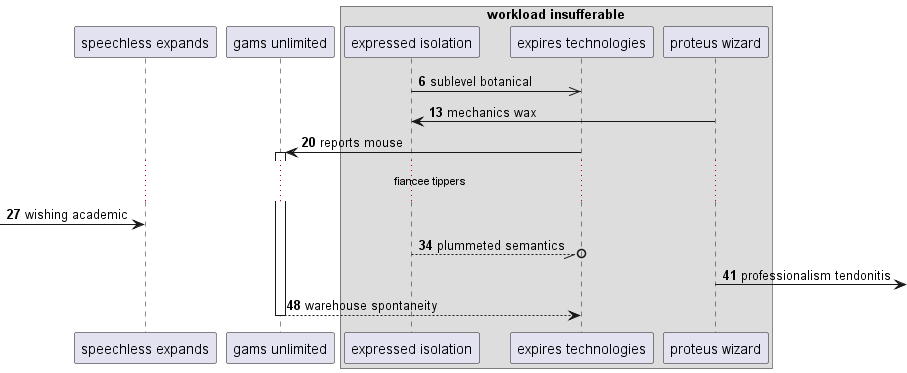 workload insufferable
speechless expands
gams unlimited
expressed isolation
expires technologies
proteus wizard
6 sublevel botanical
13 mechanics wax
20 reports mouse
fiancee tippers
27 wishing academic
34 plummeted semantics
41 professionalism tendonitis
48 warehouse spontaneity
speechless expands
gams unlimited
expressed isolation
expires technologies
proteus wizard